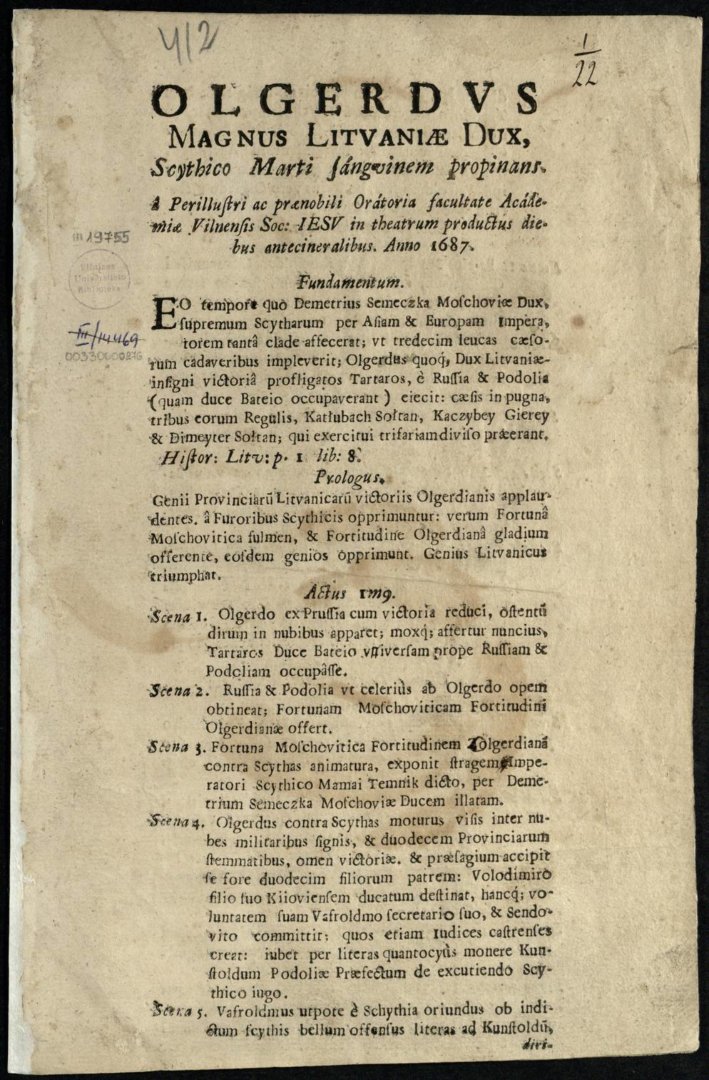 412
1/22
OLGERDVS
MAGNUS LITVANIÆ DUX,
Scythico Marti sángvinem propinans.
â Perillustri ac prænobili Orátoria facultate Acáde-
miæ Vilnensis Soc: IESV in theatrum productus die-
bus antecineralibus. Anno 1687.
19755
III/14469
00330600876
Fundamentum.
EO tempore quo Demetrius Semeczka Moschoviæ Dux,
supremum Scytharum per Asiam & Europam Impera,
torem tantâ clade affecerat; vt tredecim leucas cæso-
rum cadaveribus impleverit; Olgerdus quoq; Dux Litvaniæ-
insigni victoriâ profligatos Tartaros, è Russia & Podolia
(quam duce Bateio occupaverant) eiecit: cæsis in pugna,
tribus eorum Regulis, Katlubach Sołtan, Kaczybey Gierey
& Dimeyter Sołtan; qui exercitui trifariam diviso præerant.
Histor: Litv: p. 1 lib: 8.
Prologus.
Genii Provinciarũ Litvanicarũ victoriis Olgerdianis applau-
dentes. â Furoribus Scythicis opprimuntur: verum Fortunâ
Moschovitica fulmen, & Fortitudine Olgerdianâ gladium
offerente, eosdem genios opprimunt. Genius Litvanicus
triumphat.
Actus 1m9.
Scena 1. Olgerdo ex Prussia cum victoria reduci, ostentũ
dirum in nubibus apparet; moxq; affertur nuncius,
Tartaros Duce Bateio vniversam prope Russiam &
Podoliam occupâsse.
Scena 2. Russia & Podolia vt celeriùs ab Olgerdo opem
obtineat; Fortunam Moschoviticam Fortitudini
Olgerdianæ offert.
Scena 3. Fortuna Moschovitica Fortitudinem Olgerdianã
contra Scythas animatura, exponit stragem Impe-
ratori Scythico Mamai Temnik dicto, per Deme-
trium Semeczka Moschoviæ Ducem illatam.
Scena 4. Olgerdus contra Scythas moturus visis inter nu-
bes militaribus signis, & duodecem Provinciarum
stemmatibus, omen victoriæ. & præsagium accipit
se fore duodecim filiorum patrem: Volodimirô
filio suo Kiioviensem ducatum destinat, hancq; vo-
luntatem suam Vasroldmo secretario suo, & Sendo-
vito committit: quos etiam Iudices castrenses
creat: iubet per literas quantocyùs monere Kun-
stoldum Podoliæ Præfectum de excutiendo Scy-
thico iugo.
Scena 5. Vasroldmus utpote è Schythia oriundus ob indi-
ctum scythis bellum offensus literas ad Kunstoldũ,
diri-